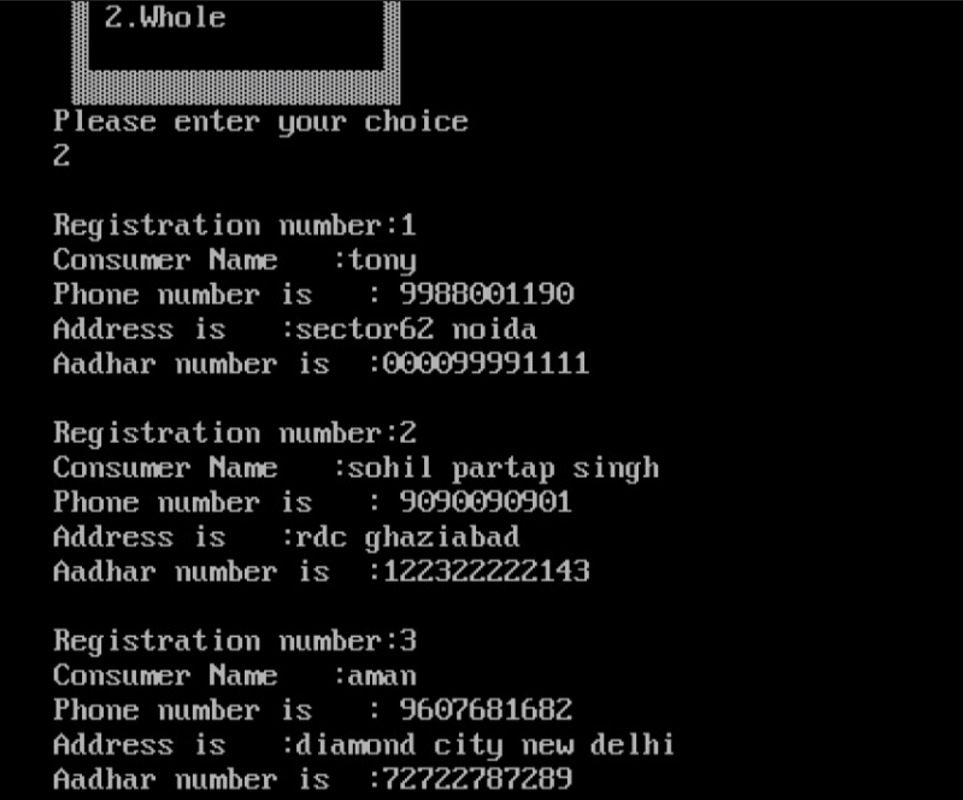 2.Whole
Please enter your choice
2
Registration number:1
Consumer Name   :tony
Phone number is   : 9988001190
Address is   :sector62 noida
Aadhar number is  :000099991111
Registration number:2
Consumer Name   :sohil partap singh
Phone number is   : 9090090901
Address is   :rdc ghaziabad
Aadhar number is  :122322222143
Registration number:3
Consumer Name   :aman
Phone number is   : 9607681682
Address is   :diamond city new delhi
Aadhar number is  :72722787289